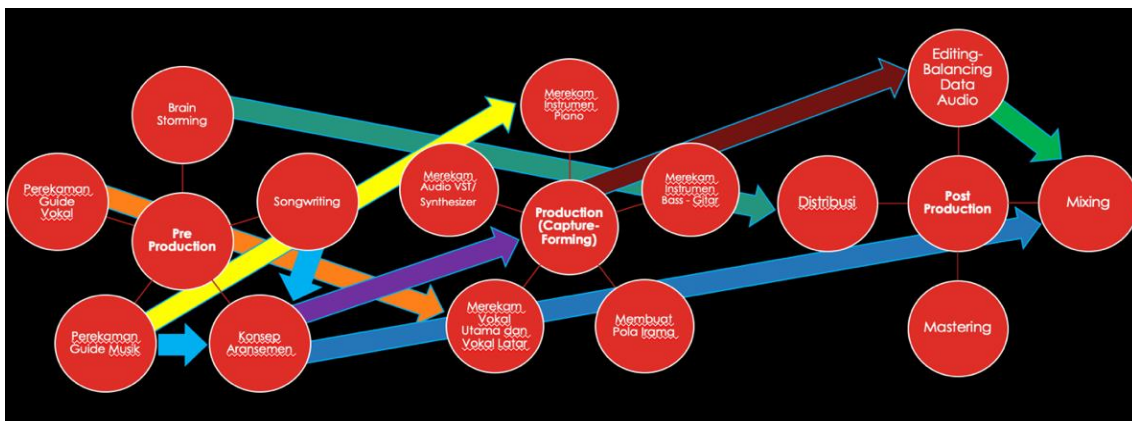 Brain
Storming
Perekaman
Guide
Vokal
Pre
Production
Songwriting
Perekaman
Guide Musik
Konsep
Aransemen
Merekam
Instrumen
Piano
Merekam
Audio VST/
Synthesizer
Production
(Capture-
Forming)
Merekam
Instrumen
Bass - Gitar
Merekam
Vokal
Utama dan
Vokal Latar
Membuat
Pola Irama
Editing-
Balancing
Data
Audio
Distribusi
Post
Production
Mixing
Mastering